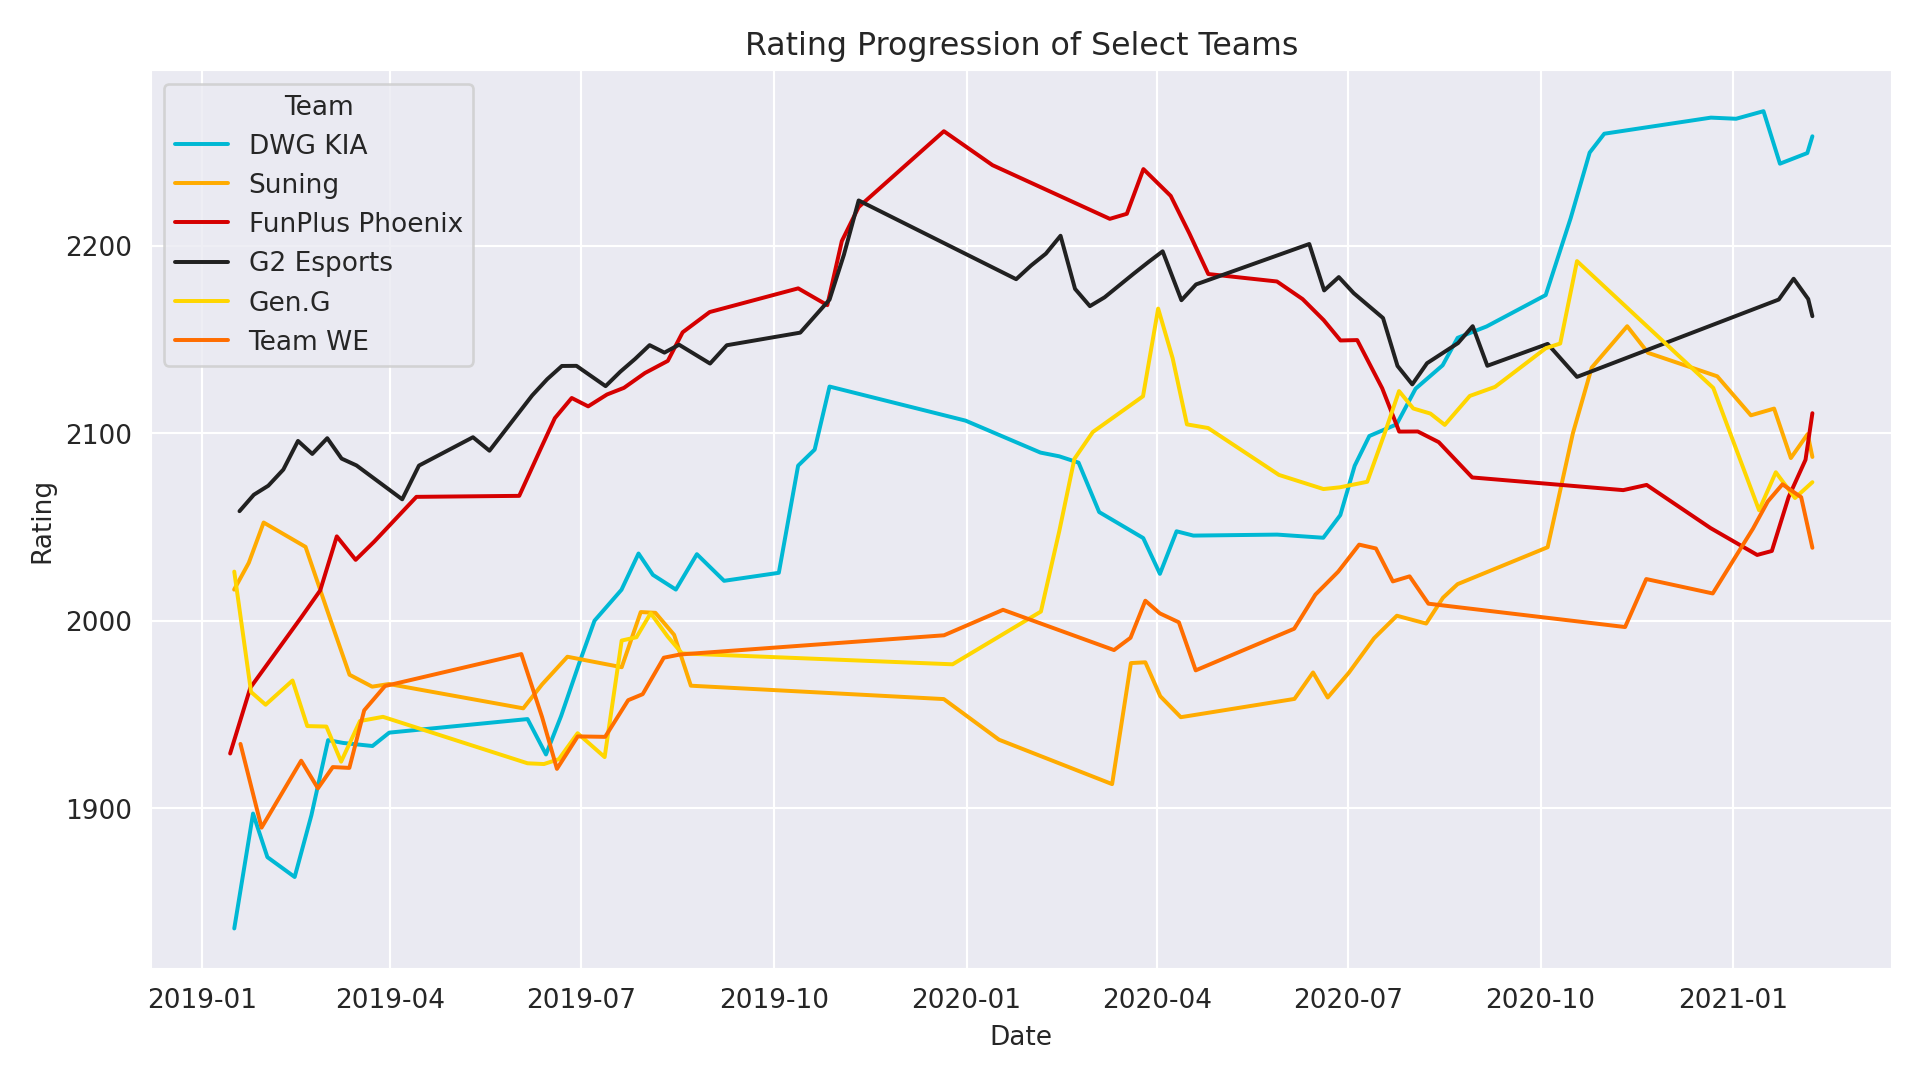 Rating Progression of Select Teams
Team
DWG KIA
Suning
FunPlus Phoenix
G2 Esports
Gen.G
Team WE
2200
2100
2000
1900
Rating
2019-01 2019-04 2019-07 2019-10 2020-01 2020-04 2020-07 2020-10 2021-01
Date